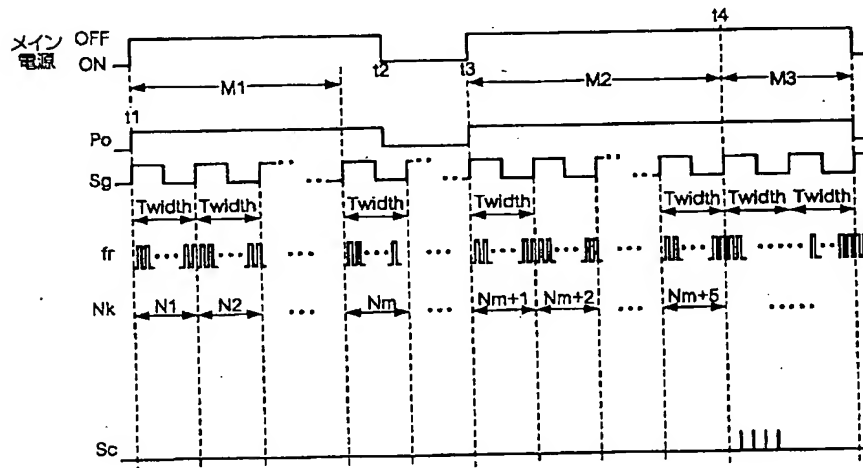 メイン
電源
OFF
ON
t1
t2
t3
t4
M1
M2
M3
Po
Sg
Twidth
Twidth
Twidth
Twidth
Twidth
Twidth
Twidth
fr
Nk
N1
N2
Nm
Nm+1
Nm+2
Nm+5
Sc